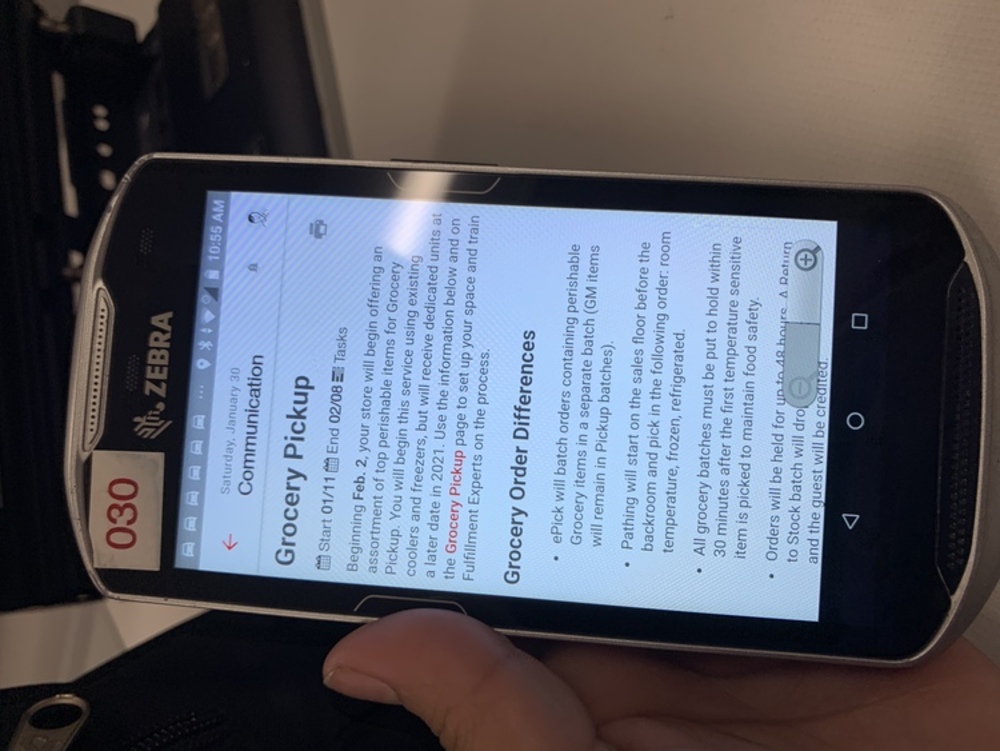 030
ZEBRA
10:55 AM
Saturday, January 30
Communication
Grocery Pickup
Start 01/11 End 02/08 Tasks
Beginning Feb. 2, your store will begin offering an
assortment of top perishable items for Grocery
Pickup. You will begin this service using existing
coolers and freezers, but will receive dedicated units at
a later date in 2021. Use the information below and on
the Grocery Pickup page to set up your space and train
Fulfillment Experts on the process.
Grocery Order Differences
• ePick will batch orders containing perishable
Grocery items in a separate batch (GM items
will remain in Pickup batches).
• Pathing will start on the sales floor before the
backroom and pick in the following order: room
temperature, frozen, refrigerated.
• All grocery batches must be put to hold within
30 minutes after the first temperature sensitive
item is picked to maintain food safety.
• Orders will be held for up to 48 hours. A Return
to Stock batch will dro
and the guest will be credited.